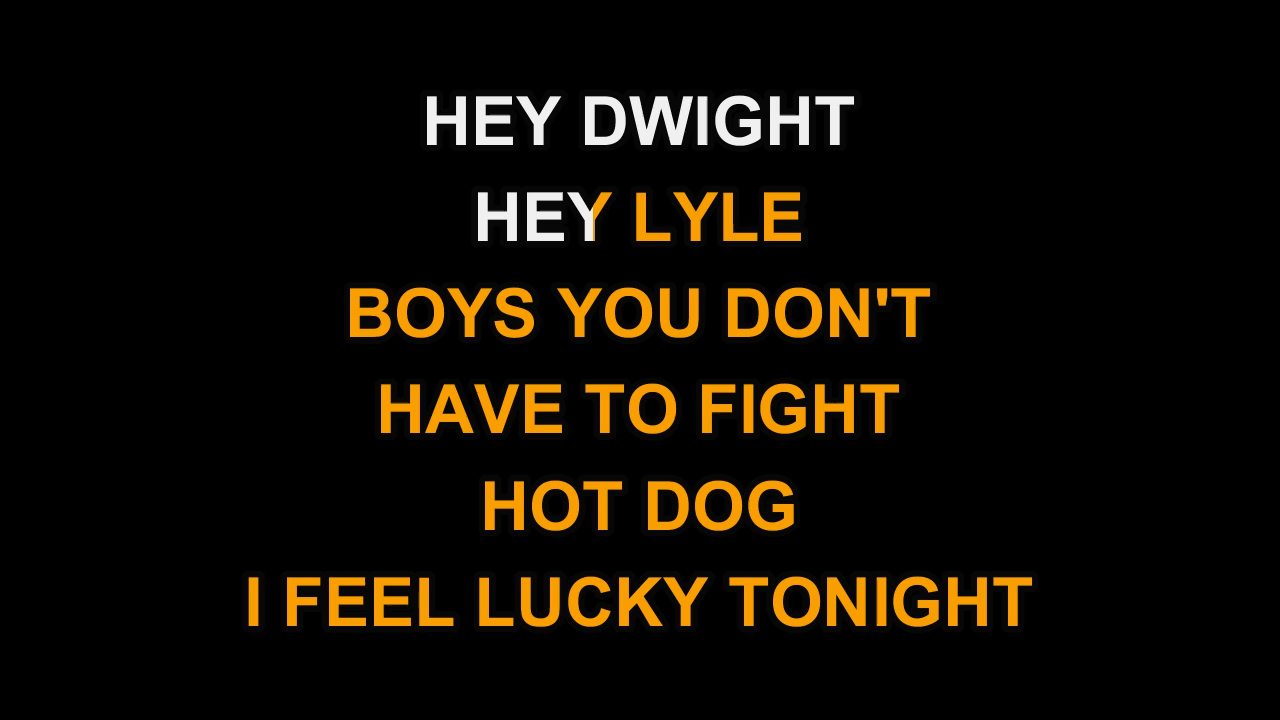 HEY DWIGHT
HEY LYLE
BOYS YOU DON'T
HAVE TO FIGHT
HOT DOG
I FEEL LUCKY TONIGHT